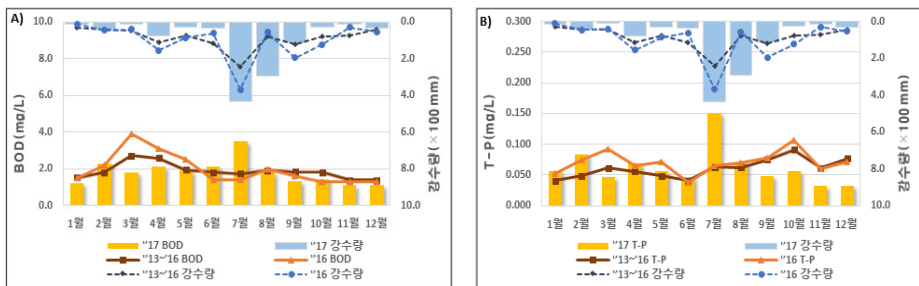 A)
10.0
8.0
6.0
4.0
2.0
0.0
BOD(mg/L)
0.0
2.0
4.0
6.0
8.0
10.0
강수량(×100 mm)
1월 2월 3월 4월 5월 6월 7월 8월 9월 10월 11월 12월
"17 BOD "17 강수량
"13~'16 BOD "16 BOD
"13~'16 강수량 "16 강수량
B)
0.300
0.250
0.200
0.150
0.100
0.050
0.000
T-P(mg/L)
0.0
2.0
4.0
6.0
8.0
10.0
강수량(×100 mm)
1월 2월 3월 4월 5월 6월 7월 8월 9월 10월 11월 12월
"17 T-P "17 강수량
"13~'16 T-P "16 T-P
"13~'16 강수량 "16 강수량